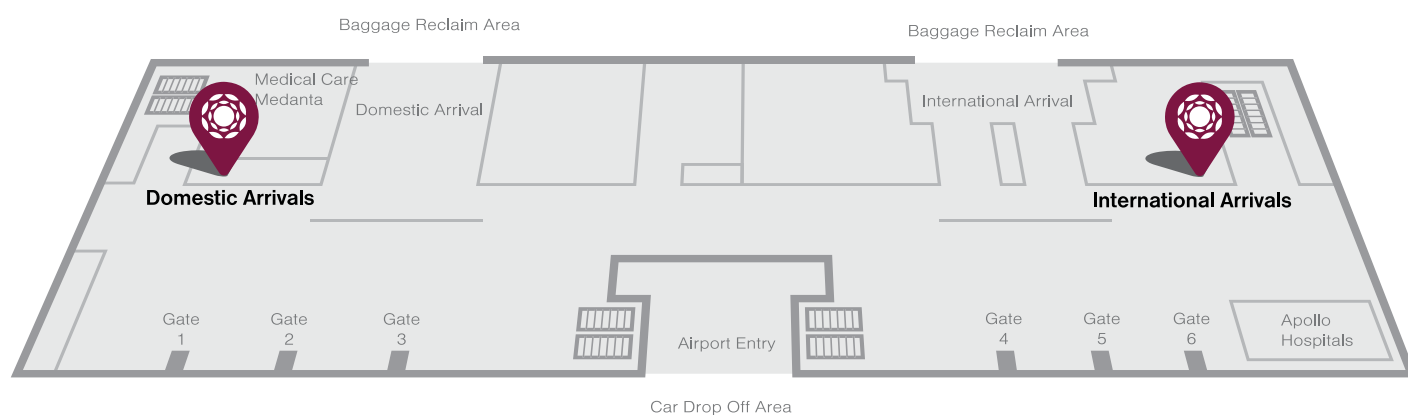 Baggage Reclaim Area
Baggage Reclaim Area
Medical Care
Medanta
Domestic Arrival
International Arrival
Domestic Arrivals
International Arrivals
Gate
1
Gate
2
Gate
3
Airport Entry
Gate
4
Gate
5
Gate
6
Apollo
Hospitals
Car Drop Off Area